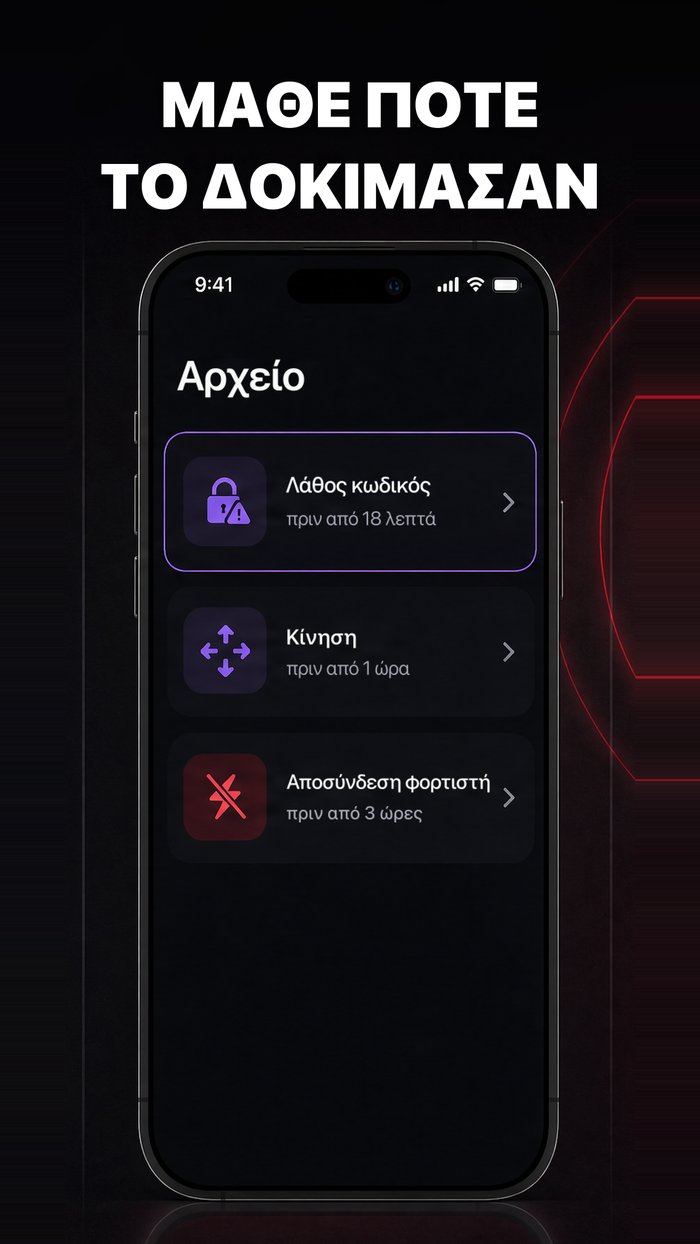 ΜΑΘΕ ΠΟΤΕ
ΤΟ ΔΟΚΙΜΑΣΑΝ
9:41
Αρχείο
Λάθος κωδικός
πριν από 18 λεπτά
Κίνηση
πριν από 1 ώρα
Αποσύνδεση φορτιστή
πριν από 3 ώρες